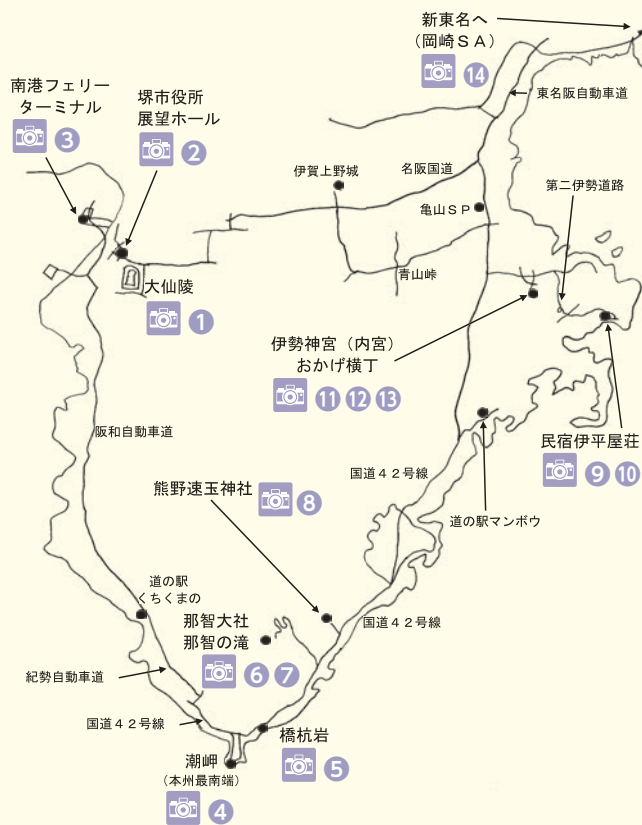 新東名へ
(岡崎ＳＡ)
⑭
東名阪自動車道
南港フェリー
ターミナル
③
堺市役所
展望ホール
②
伊賀上野城
名阪国道
第二伊勢道路
亀山ＳＰ
青山峠
大仙陵
①
伊勢神宮（内宮）
おかげ横丁
⑪ ⑫ ⑬
阪和自動車道
民宿伊平屋荘
⑨ ⑩
国道４２号線
道の駅マンボウ
熊野速玉神社
⑧
道の駅
くちくまの
那智大社
那智の滝
⑥ ⑦
国道４２号線
紀勢自動車道
国道４２号線
橋杭岩
⑤
潮岬
(本州最南端)
④